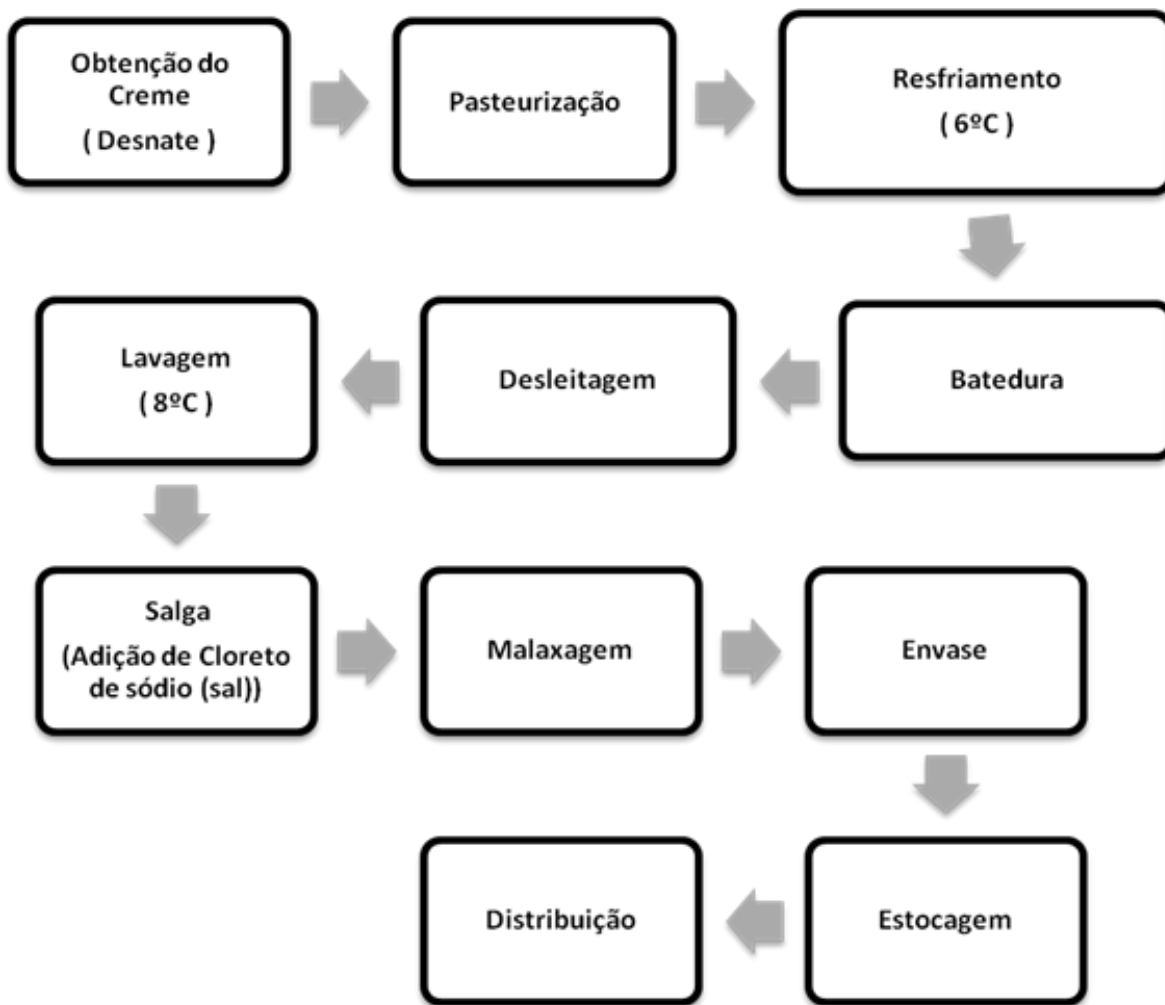 Obtenção do
Creme
( Desnate )
Pasteurização
Resfriamento
( 6ºC )
Batedura
Desleitagem
Lavagem
( 8ºC )
Salga
(Adição de Cloreto
de sódio (sal))
Malaxagem
Envase
Estocagem
Distribuição